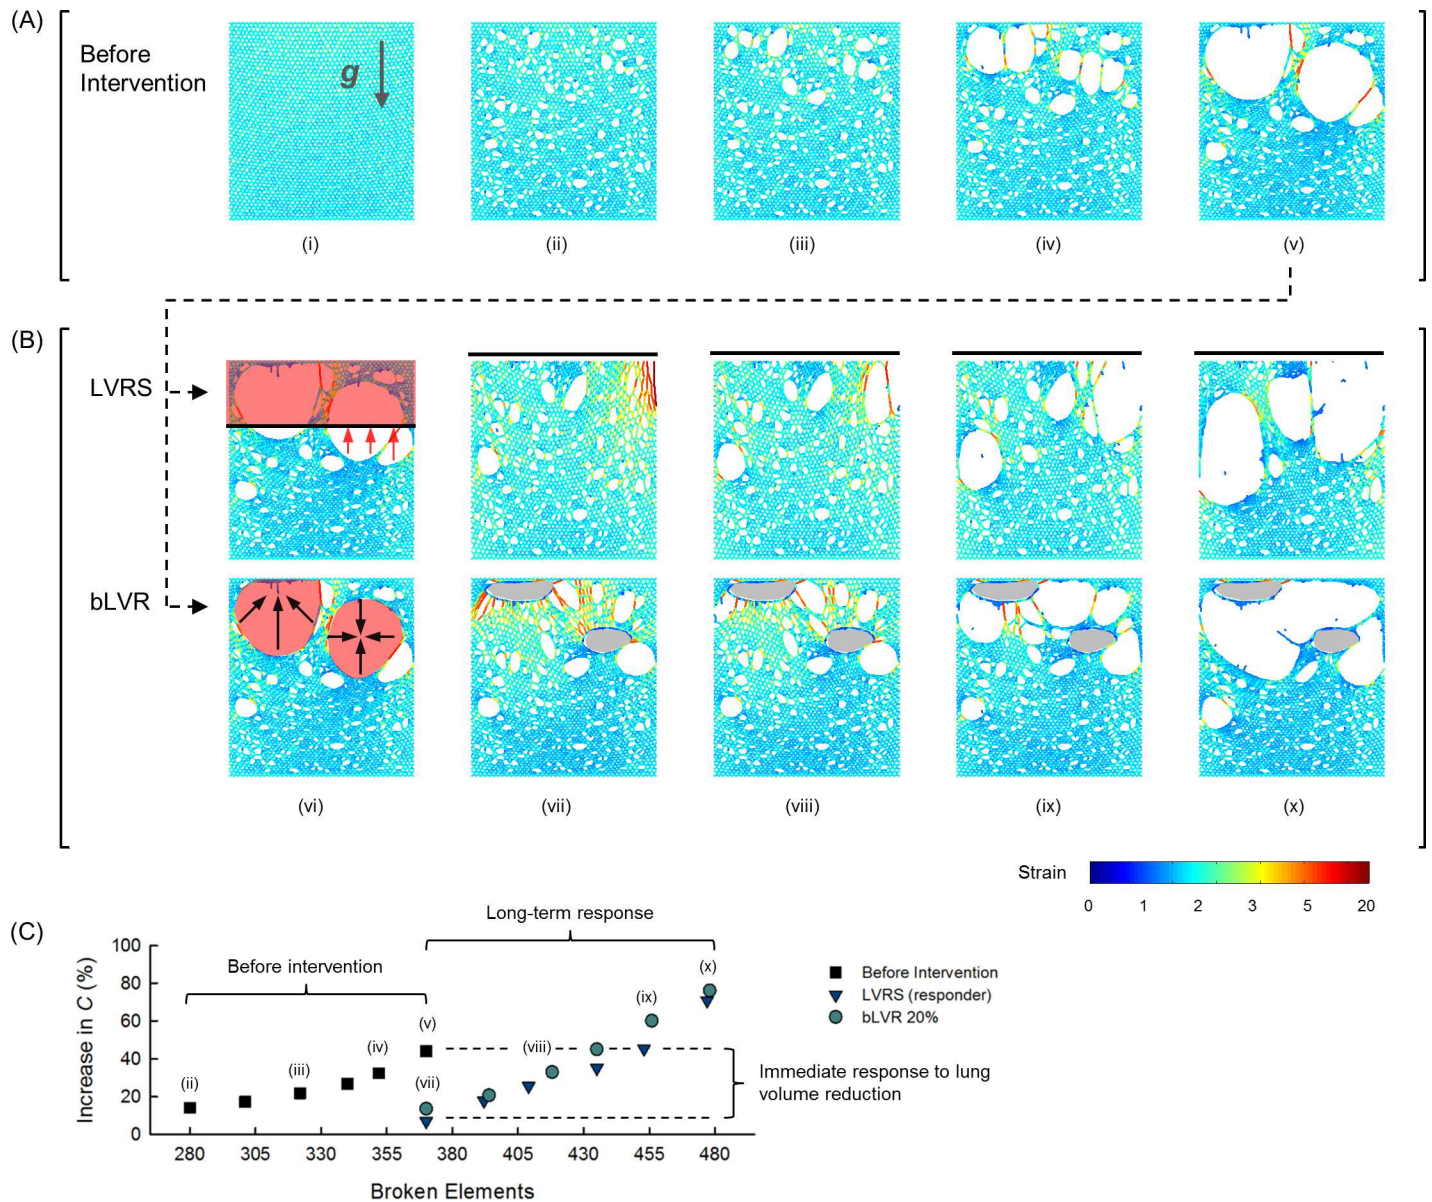 (A)
Before
Intervention
g
(i) (ii) (iii) (iv) (v)
(B)
LVRS
bLVR
(vi) (vii) (viii) (ix) (x)
Strain
0 1 2 3 5 20
(C)
Long-term response
Before intervention
Increase in C (%)
100
80
60
40
20
0
(ii) (iii) (iv) (v) (vii) (viii) (ix) (x)
Before Intervention
LVRS (responder)
bLVR 20%
Immediate response to lung
volume reduction
280 305 330 355 380 405 430 455 480
Broken Elements